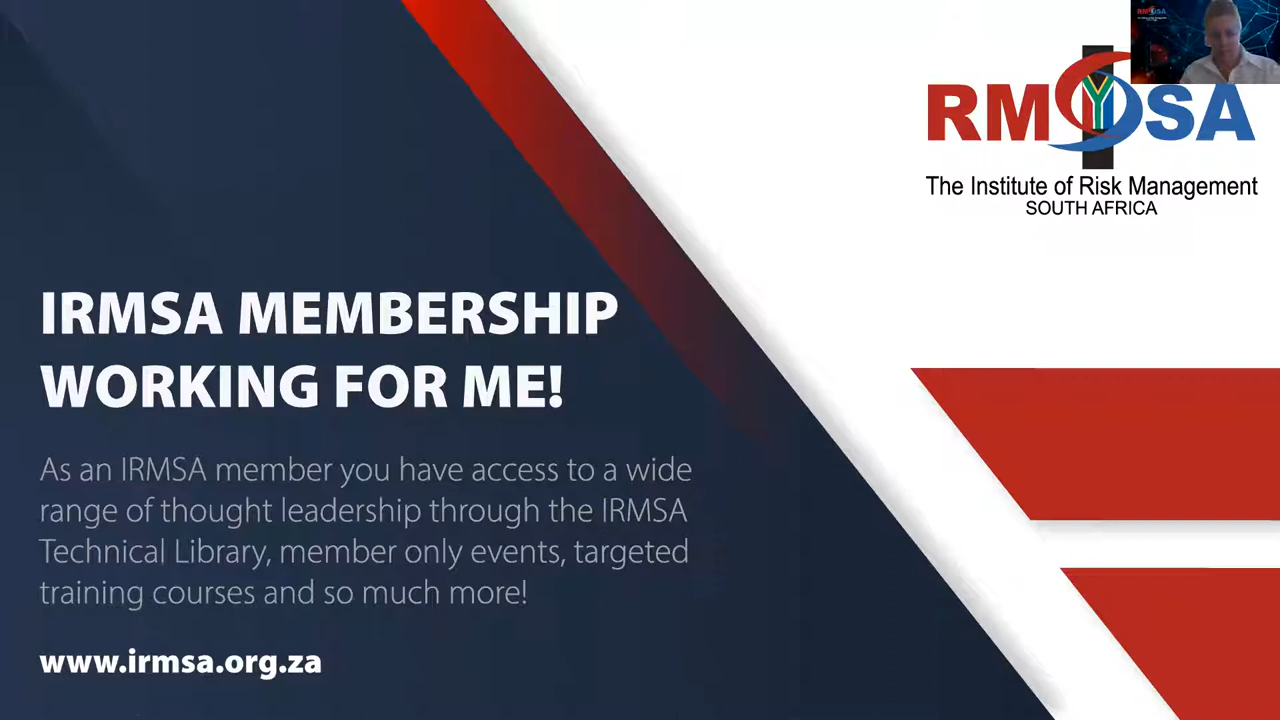 RMSA
The Institute of Risk Management
SOUTH AFRICA
IRMSA MEMBERSHIP
WORKING FOR ME!
As an IRMSA member you have access to a wide
range of thought leadership through the IRMSA
Technical Library, member only events, targeted
training courses and so much more!
www.irmsa.org.za